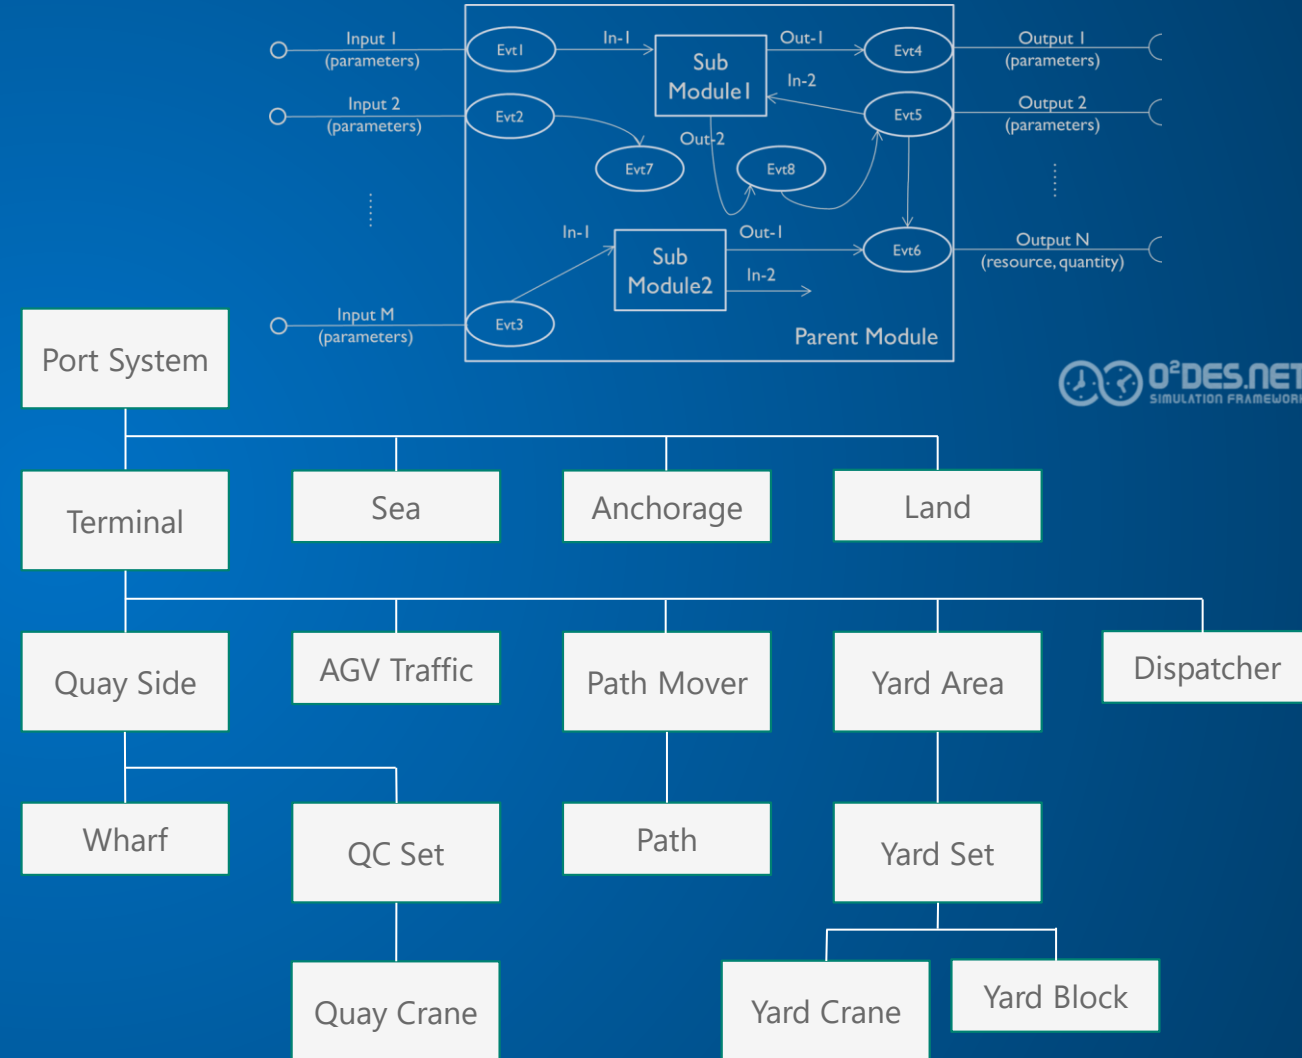 Input 1
(parameters)
Evt1
In-1
Sub
Module1
Out-1
Evt4
Output 1
(parameters)
In-2
Input 2
(parameters)
Evt2
Evt5
Output 2
(parameters)
Out-2
Evt7
Evt8
In-1
Sub
Module2
Out-1
In-2
Evt6
Output N
(resource, quantity)
Input M
(parameters)
Evt3
Parent Module
O²DES.NET
SIMULATION FRAMEWORK
Port System
Terminal
Sea
Anchorage
Land
Quay Side
AGV Traffic
Path Mover
Yard Area
Dispatcher
Wharf
QC Set
Path
Yard Set
Quay Crane
Yard Crane
Yard Block